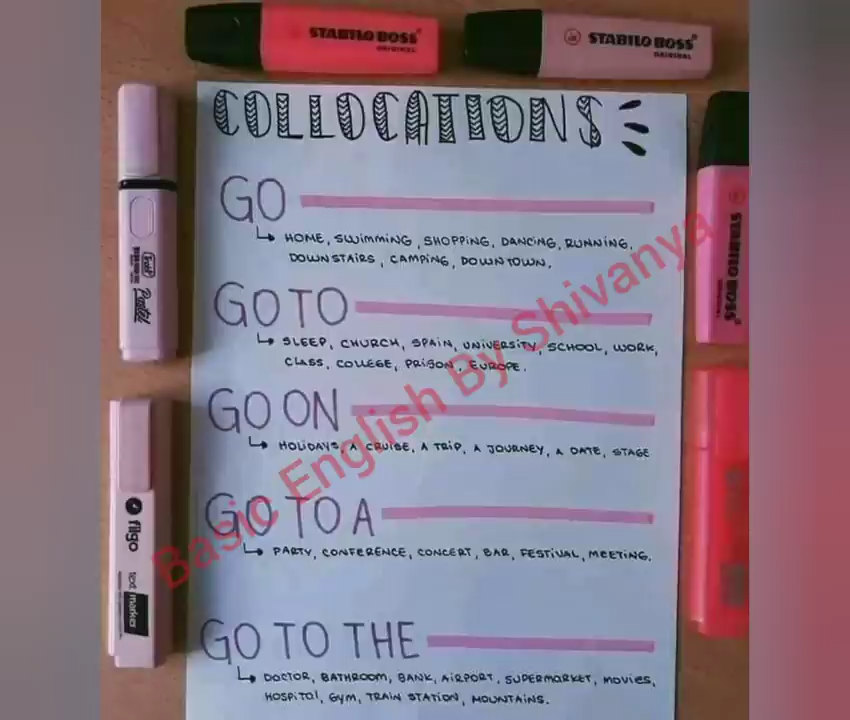 STABILO BOSS
ORIGINAL
STABILO BOSS
ORIGINAL
COLLOCATIONS
GO
HOME, SWIMMING, SHOPPING, DANCING, RUNNING,
DOWNSTAIRS, CAMPING, DOWNTOWN.
GO TO
SLEEP, CHURCH, SPAIN, UNIVERSITY, SCHOOL, WORK,
CLASS, COLLEGE, PRISON, EUROPE.
GO ON
HOLIDAYS, A CRUISE, A TRIP, A JOURNEY, A DATE, STAGE
GO TO A
PARTY, CONFERENCE, CONCERT, BAR, FESTIVAL, MEETING.
GO TO THE
DOCTOR, BATHROOM, BANK, AIRPORT, SUPERMARKET, MOVIES,
HOSPITAL, GYM, TRAIN STATION, MOUNTAINS.
Basic English By Shivanya
Pastel
filgo
text marker
STABILO BOSS